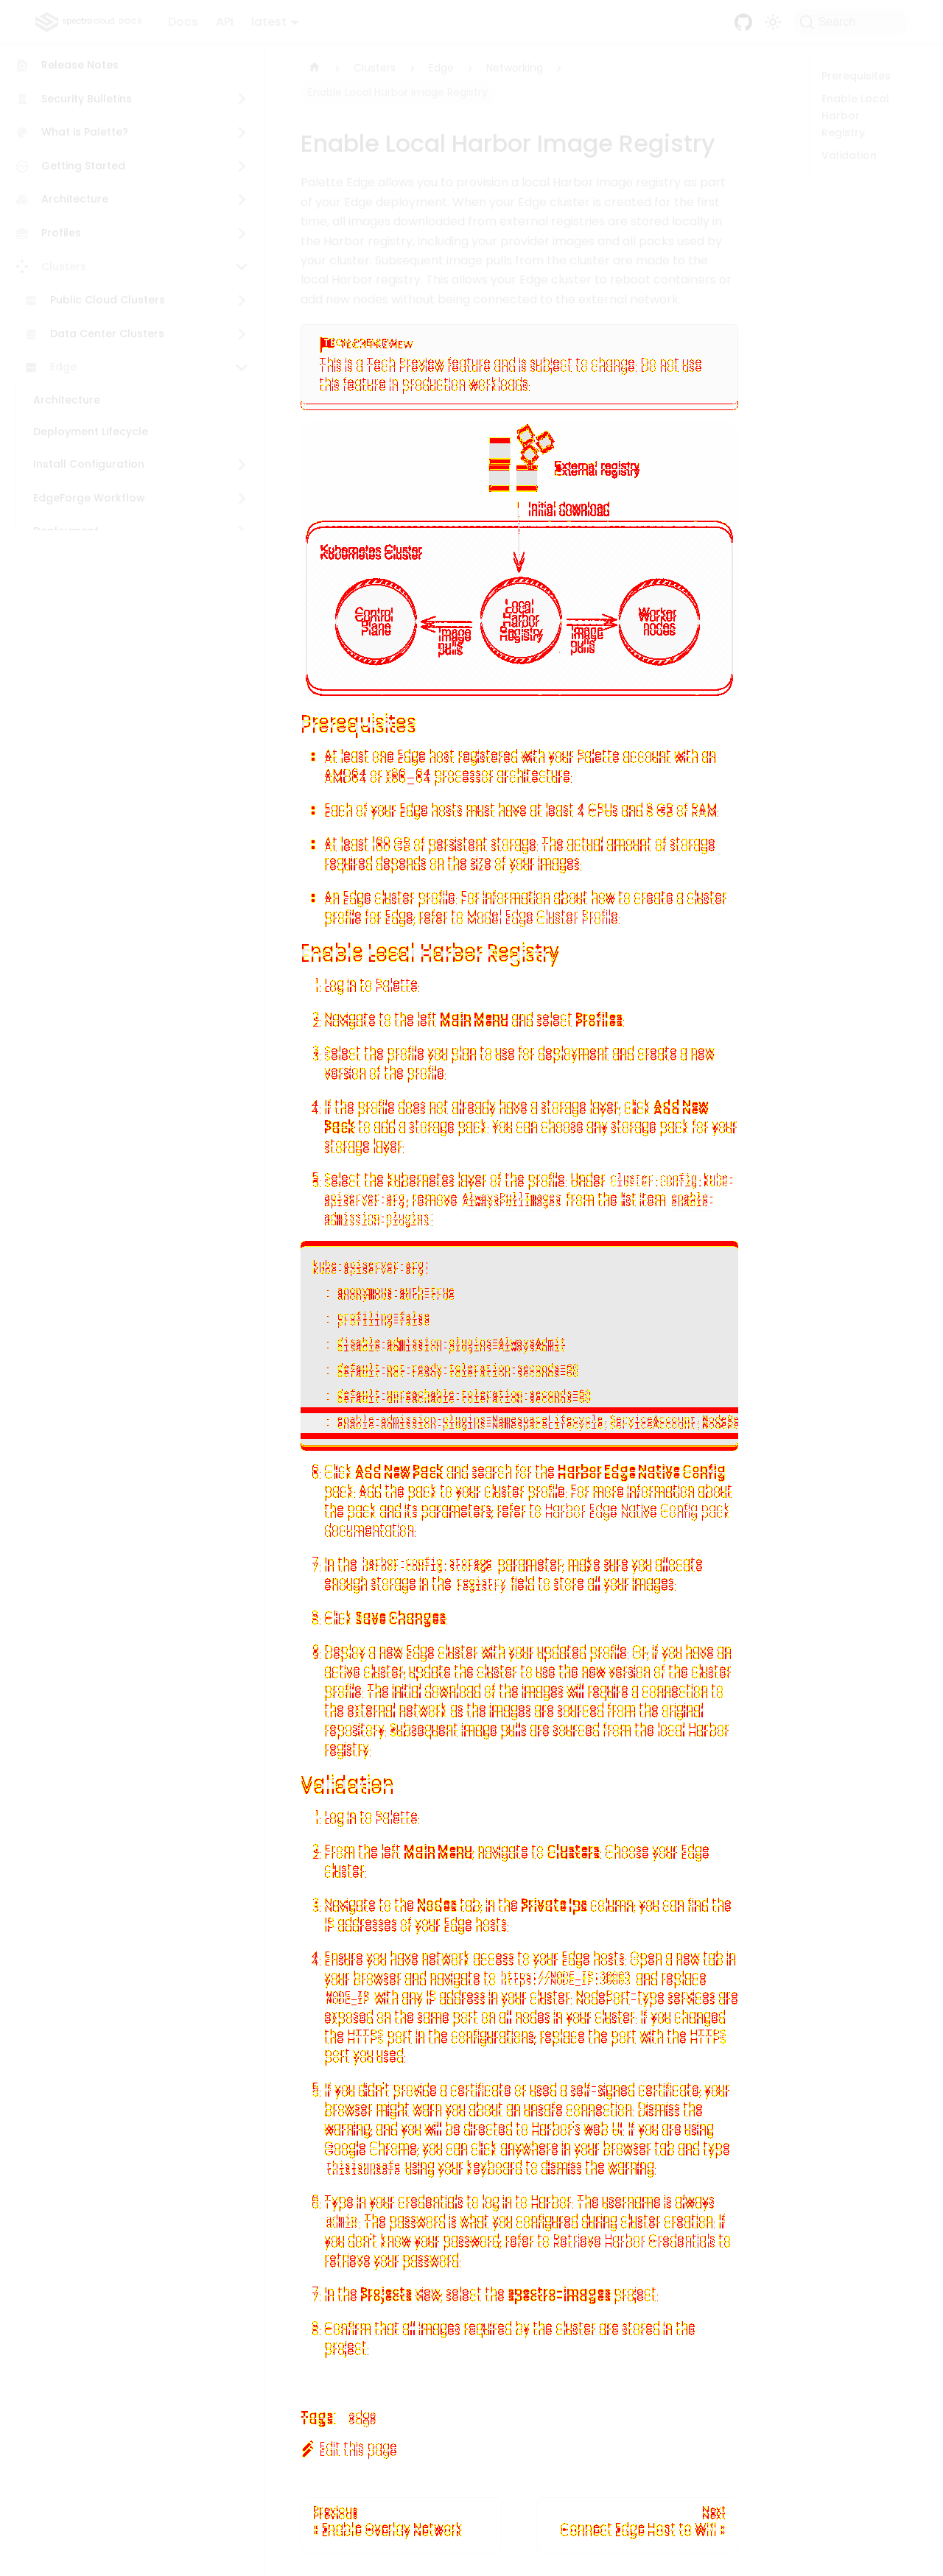 spectro cloud DOCS
Docs API latest
Search
Release Notes
Security Bulletins
What is Palette?
Getting Started
Architecture
Profiles
Clusters
Public Cloud Clusters
Data Center Clusters
Edge
Architecture
Deployment Lifecycle
Install Configuration
EdgeForge Workflow
Deployment
Clusters Edge Networking
Enable Local Harbor Image Registry
Prerequisites
Enable Local
Harbor
Registry
Validation
Enable Local Harbor Image Registry
Palette Edge allows you to provision a local Harbor image registry as part
of your Edge deployment. When your Edge cluster is created for the first
time, all images downloaded from external registries are stored locally in
the Harbor registry, including your provider images and all packs used by
your cluster. Subsequent image pulls from the cluster are made to the
local Harbor registry. This allows your Edge cluster to reboot containers or
add new nodes without being connected to the external network.
TECH PREVIEW
This is a Tech Preview feature and is subject to change. Do not use
this feature in production workloads.
External registry
Initial download
Kubernetes Cluster
Control
Plane
Image
pulls
Local
Harbor
Registry
Image
pulls
Worker
nodes
Prerequisites
• At least one Edge host registered with your Palette account with an
AMD64 or x86_64 processor architecture.
• Each of your Edge hosts must have at least 4 CPUs and 8 GB of RAM.
• At least 160 GB of persistent storage. The actual amount of storage
required depends on the size of your images.
• An Edge cluster profile. For information about how to create a cluster
profile for Edge, refer to Model Edge Cluster Profile.
Enable Local Harbor Registry
1. Log in to Palette.
2. Navigate to the left Main Menu and select Profiles.
3. Select the profile you plan to use for deployment and create a new
version of the profile.
4. If the profile does not already have a storage layer, click Add New
Pack to add a storage pack. You can choose any storage pack for your
storage layer.
5. Select the Kubernetes layer of the profile. Under cluster.config.kube-
apiserver-arg, remove AlwaysPullImages from the list item enable-
admission-plugins:
kube-apiserver-arg:
- anonymous-auth=true
- profiling=false
- disable-admission-plugins=AlwaysAdmit
- default-not-ready-toleration-seconds=60
- default-unreachable-toleration-seconds=60
- enable-admission-plugins=NamespaceLifecycle,ServiceAccount,NodeRe
6. Click Add New Pack and search for the Harbor Edge Native Config
pack. Add the pack to your cluster profile. For more information about
the pack and its parameters, refer to Harbor Edge Native Config pack
documentation.
7. In the harbor-config.storage parameter, make sure you allocate
enough storage in the registry field to store all your images.
8. Click Save Changes.
9. Deploy a new Edge cluster with your updated profile. Or, if you have an
active cluster, update the cluster to use the new version of the cluster
profile. The initial download of the images will require a connection to
the external network as the images are sourced from the original
repository. Subsequent image pulls are sourced from the local Harbor
registry.
Validation
1. Log in to Palette.
2. From the left Main Menu, navigate to Clusters. Choose your Edge
cluster.
3. Navigate to the Nodes tab, in the Private Ips column, you can find the
IP addresses of your Edge hosts.
4. Ensure you have network access to your Edge hosts. Open a new tab in
your browser and navigate to https://NODE_IP:30003 and replace
NODE_IP with any IP address in your cluster. NodePort-type services are
exposed on the same port on all nodes in your cluster. If you changed
the HTTPS port in the configurations, replace the port with the HTTPS
port you used.
5. If you didn't provide a certificate or used a self-signed certificate, your
browser might warn you about an unsafe connection. Dismiss the
warning, and you will be directed to Harbor's web UI. If you are using
Google Chrome, you can click anywhere in your browser tab and type
thisisunsafe using your keyboard to dismiss the warning.
6. Type in your credentials to log in to Harbor. The username is always
admin. The password is what you configured during cluster creation. If
you don't know your password, refer to Retrieve Harbor Credentials to
retrieve your password.
7. In the Projects view, select the spectro-images project.
8. Confirm that all images required by the cluster are stored in the
project.
Tags: edge
Edit this page
Previous
« Enable Overlay Network
Next
Connect Edge Host to Wifi »